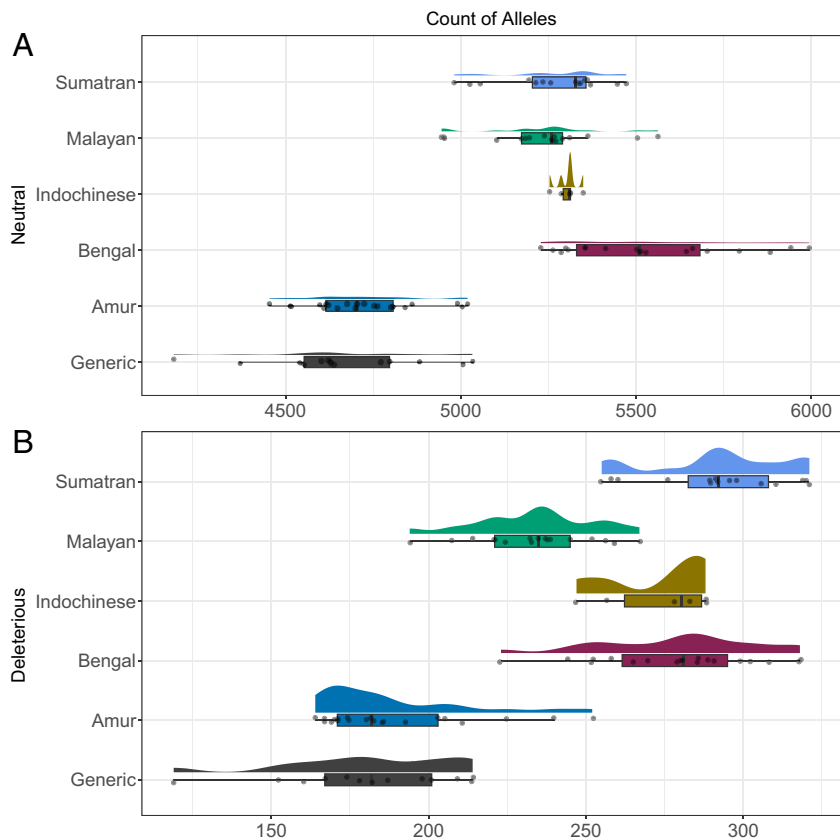 Count of Alleles
A
Neutral
Sumatran
Malayan
Indochinese
Bengal
Amur
Generic
4500 5000 5500 6000
B
Deleterious
Sumatran
Malayan
Indochinese
Bengal
Amur
Generic
150 200 250 300